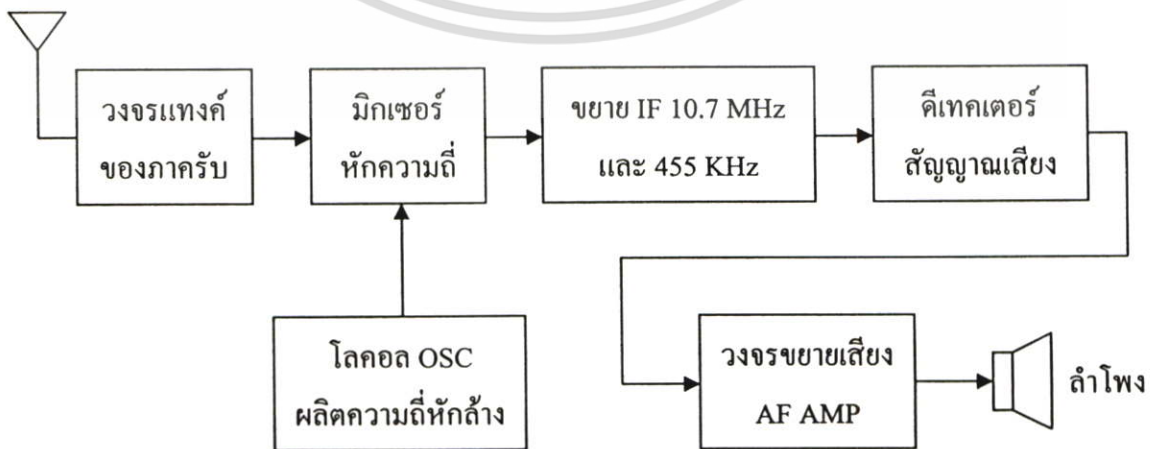 วงจรแทงค์
ของภาครับ
มิกเซอร์
หักความถี่
ขยาย IF 10.7 MHz
และ 455 KHz
ดีเทคเตอร์
สัญญาณเสียง
โลคอล OSC
ผลิตความถี่หักล้าง
วงจรขยายเสียง
AF AMP
ลำโพง